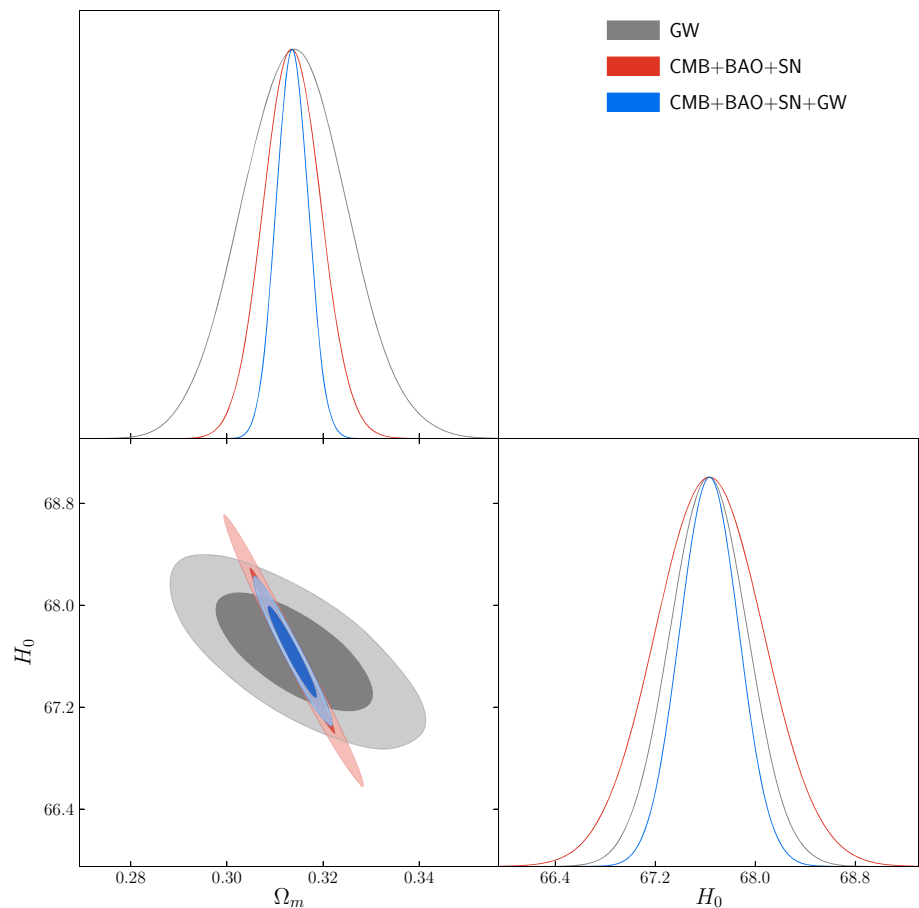 GW
CMB+BAO+SN
CMB+BAO+SN+GW
68.8
68.0
67.2
66.4
H₀
0.28 0.30 0.32 0.34
Ωₘ
66.4 67.2 68.0 68.8
H₀